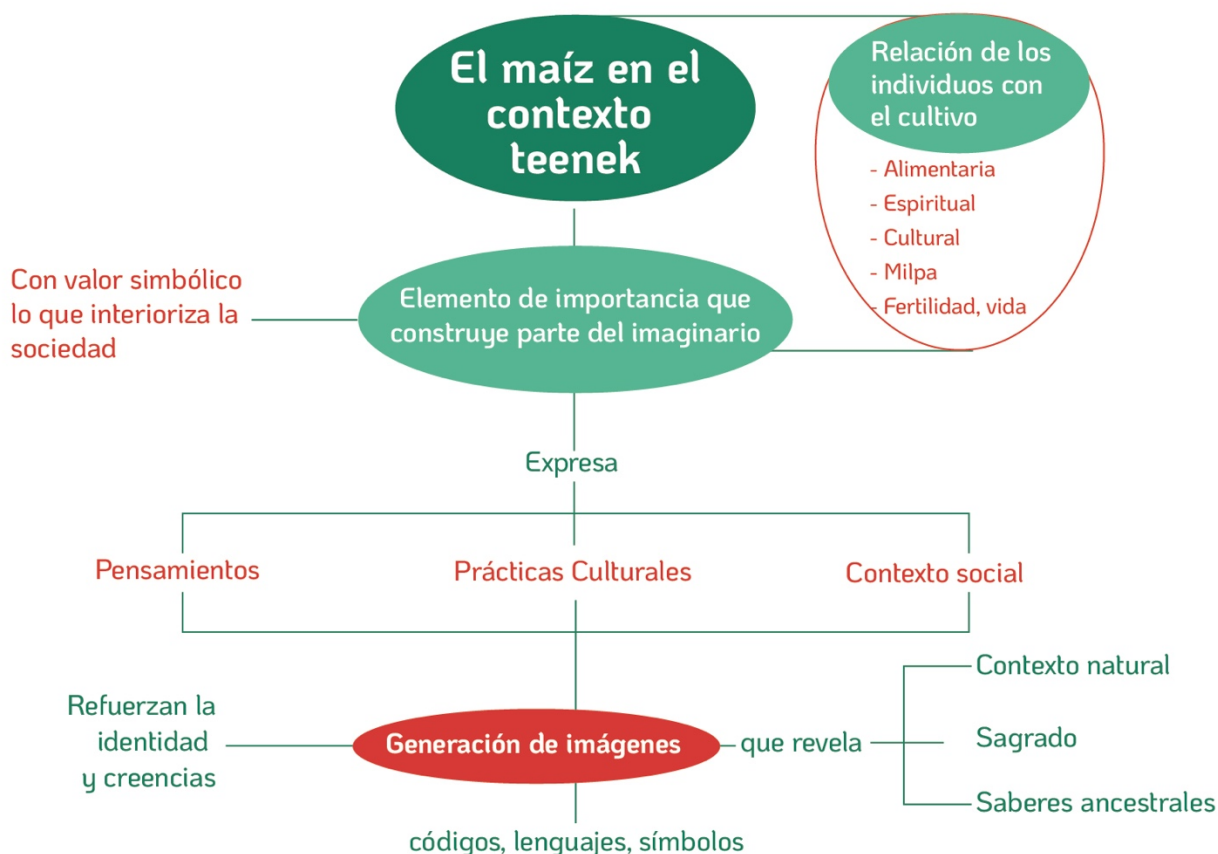 El maíz en el
contexto
teenek
Relación de los
individuos con
el cultivo
- Alimentaria
- Espiritual
- Cultural
- Milpa
- Fertilidad, vida
Con valor simbólico
lo que interioriza la
sociedad
Elemento de importancia que
construye parte del imaginario
Expresa
Pensamientos
Prácticas Culturales
Contexto social
Refuerzan la
identidad
y creencias
Generación de imágenes
que revela
Contexto natural
Sagrado
Saberes ancestrales
códigos, lenguajes, símbolos